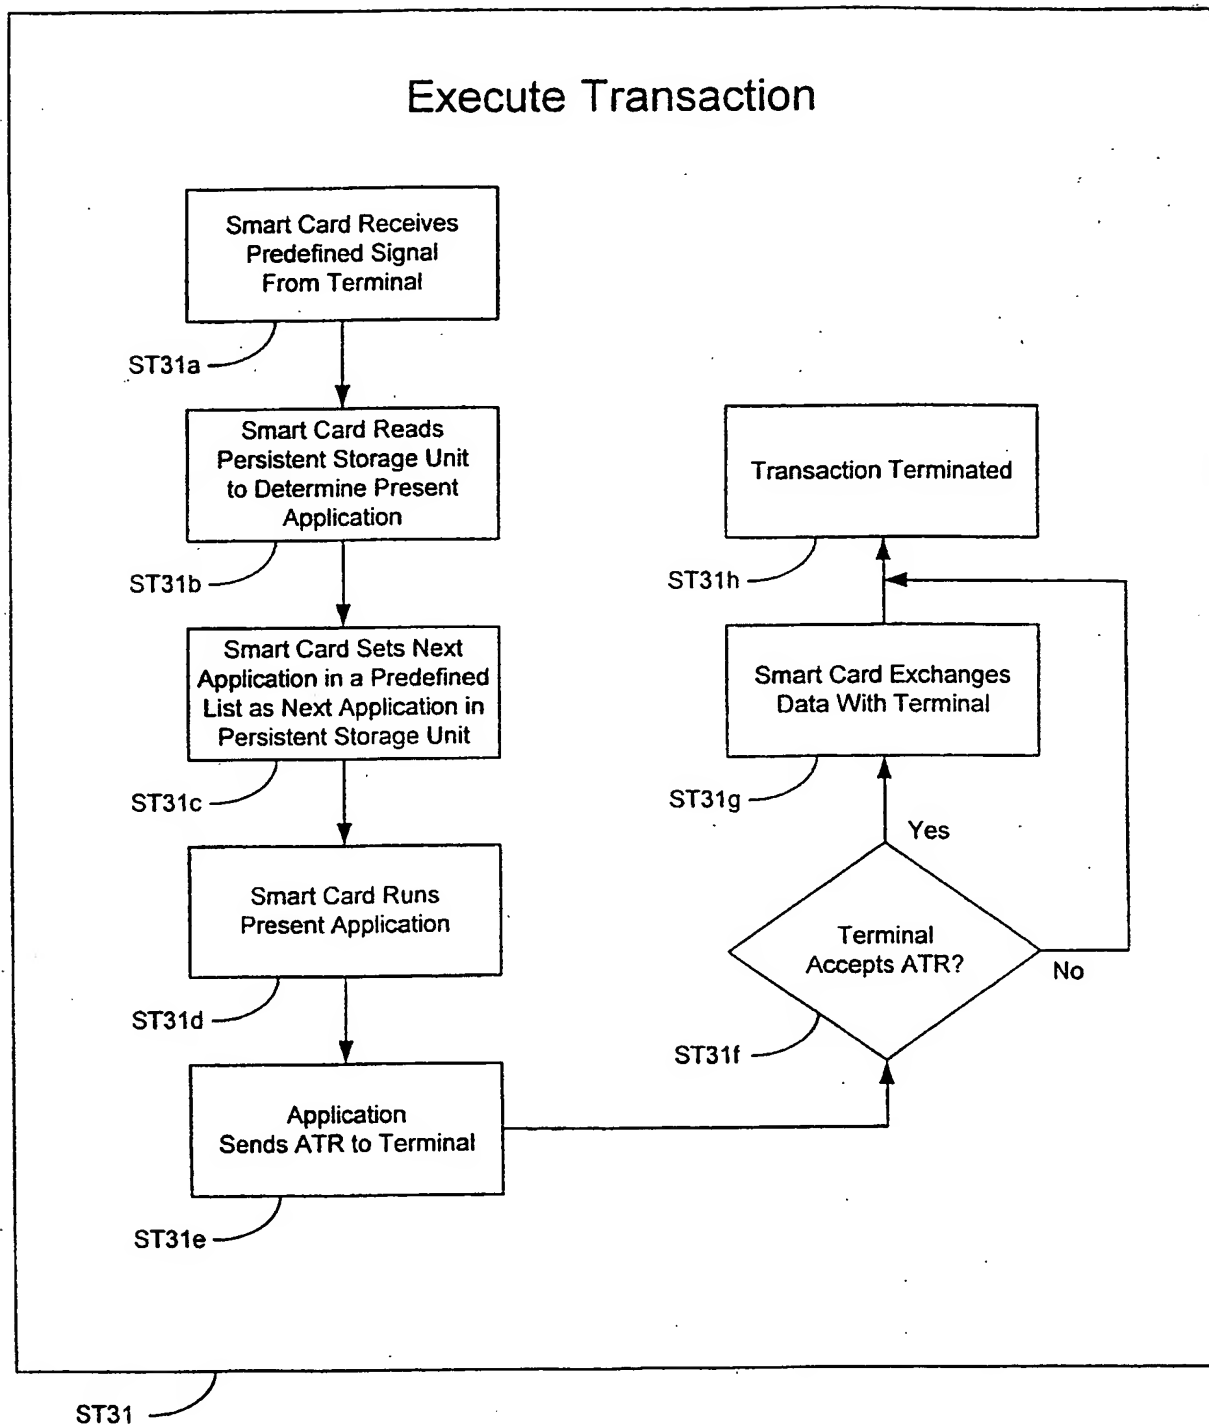 Execute Transaction
Smart Card Receives
Predefined Signal
From Terminal
ST31a
Smart Card Reads
Persistent Storage Unit
to Determine Present
Application
ST31b
Smart Card Sets Next
Application in a Predefined
List as Next Application in
Persistent Storage Unit
ST31c
Smart Card Runs
Present Application
ST31d
Application
Sends ATR to Terminal
ST31e
Transaction Terminated
ST31h
Smart Card Exchanges
Data With Terminal
ST31g
Yes
Terminal
Accepts ATR?
No
ST31f
ST31